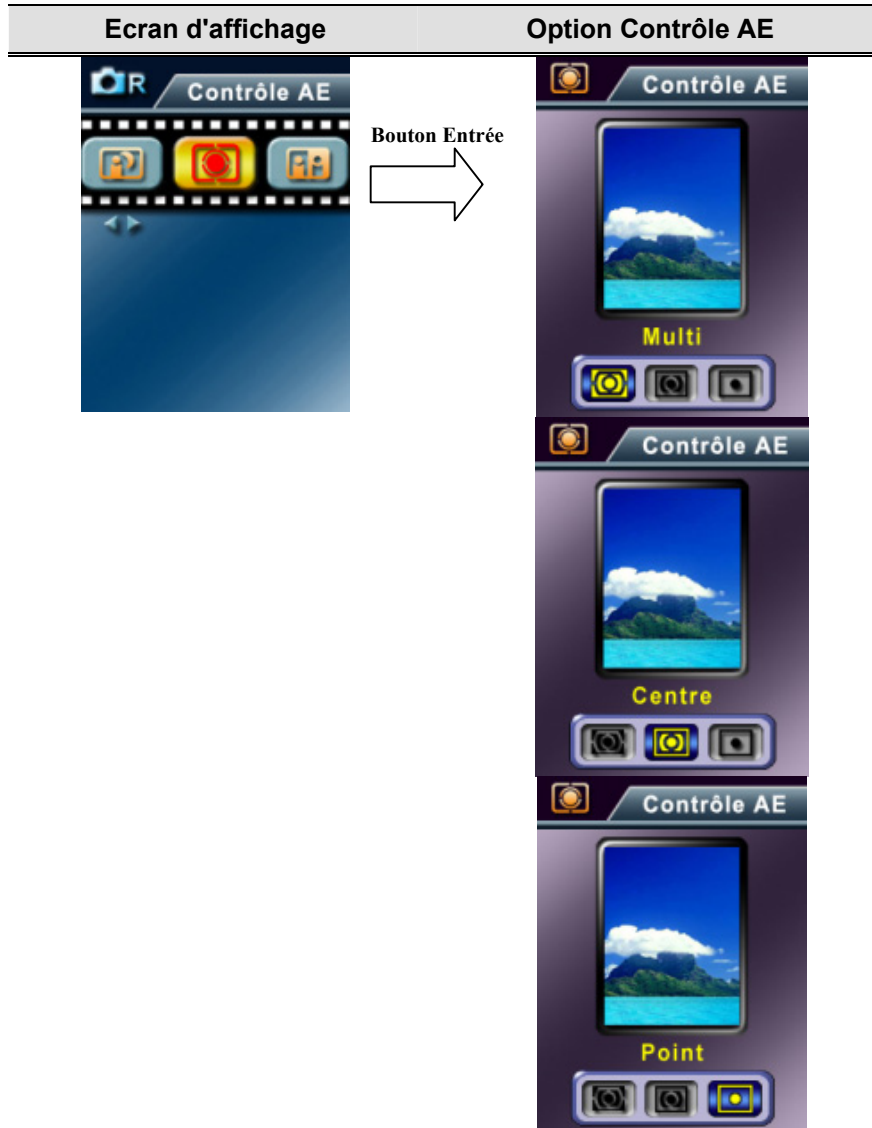 Ecran d'affichage
Option Contrôle AE
R
Contrôle AE
Bouton Entrée
Contrôle AE
Multi
Contrôle AE
Centre
Contrôle AE
Point